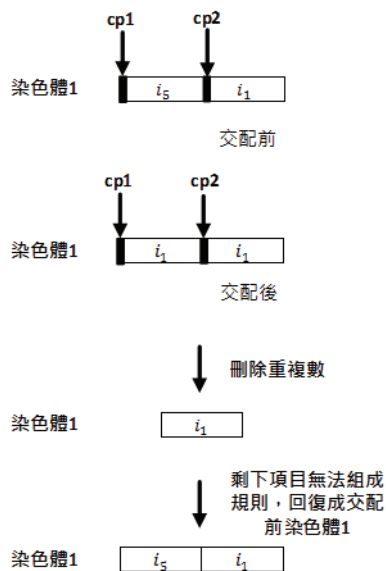 cp1 cp2
染色體1 i₅ i₁
交配前
cp1 cp2
染色體1 i₁ i₁
交配後
刪除重複數
染色體1 i₁
剩下項目無法組成
規則，回復成交配
前染色體1
染色體1 i₅ i₁